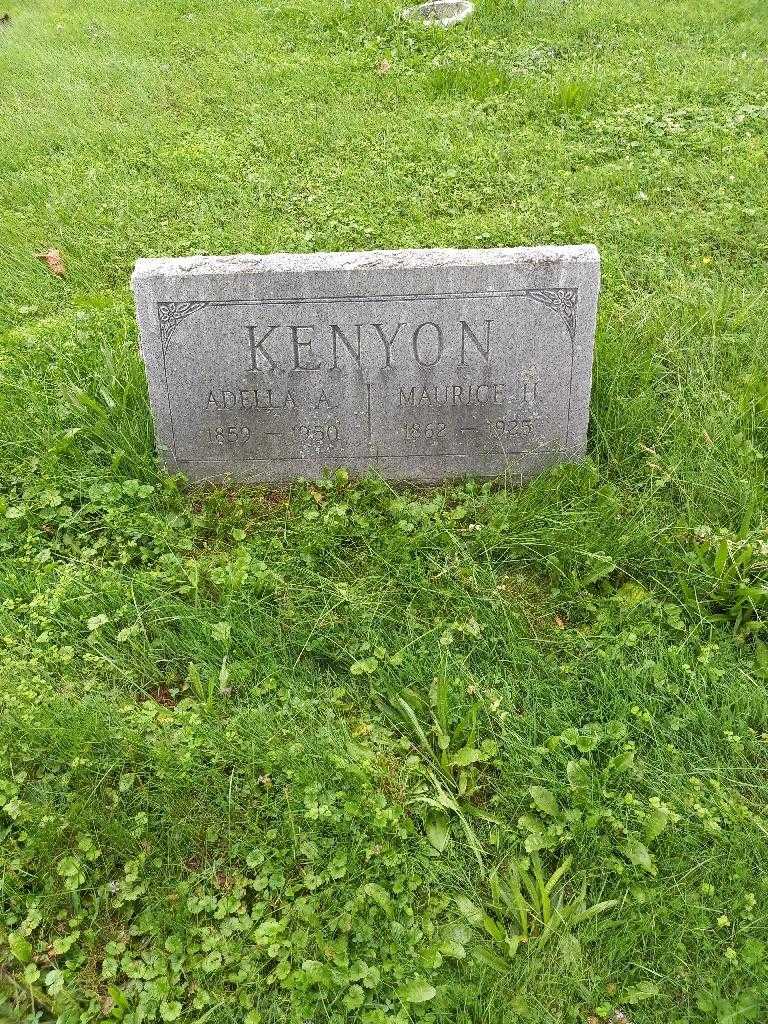 KENYON
ADELLA A. MAURICE H.
1859 — 1950 1862 — 1925